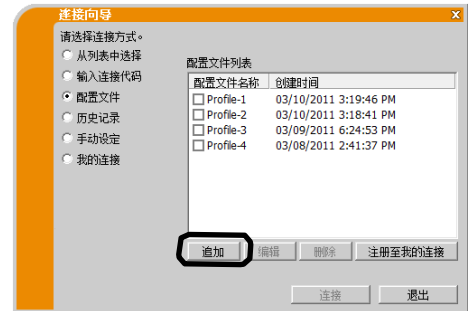 连接向导
请选择连接方式。
从列表中选择
输入连接代码
配置文件
历史记录
手动设定
我的连接
配置文件列表
配置文件名称 创建时间
Profile-1 03/10/2011 3:19:46 PM
Profile-2 03/10/2011 3:18:41 PM
Profile-3 03/09/2011 6:24:53 PM
Profile-4 03/08/2011 2:41:37 PM
追加 编辑 删除 注册至我的连接
连接 退出